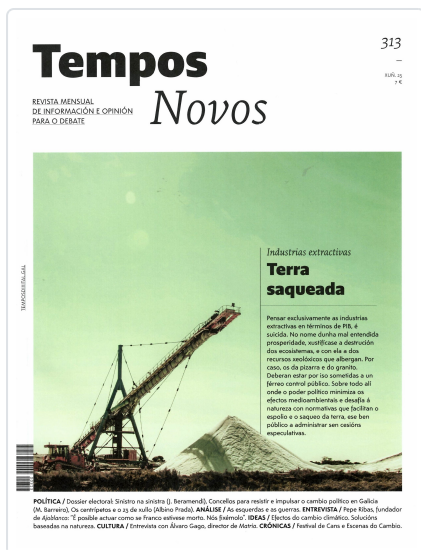 Tempos
Novos
313
—
XUÑ. 23
7 €
REVISTA MENSUAL
DE INFORMACIÓN E OPINIÓN
PARA O DEBATE
TEMPOSDIXITAL.GAL
Industrias extractivas
Terra
saqueada
Pensar exclusivamente as industrias
extractivas en términos de PIB, é
suicida. No nome dunha mal entendida
prosperidade, xustifícase a destrución
dos ecosistemas, e con ela a dos
recursos xeolóxicos que albergan. Por
caso, os da pizarra e do granito.
Deberan estar por iso sometidas a un
férreo control público. Sobre todo alí
onde o poder político minimiza os
efectos medioambientais e desafía á
natureza con normativas que facilitan o
espolio e o saqueo da terra, ese ben
público a administrar sen cesións
especulativas.
POLÍTICA / Dossier electoral: Sinistro na sinistra (J. Beramendi), Concellos para resistir e impulsar o cambio político en Galicia
(M. Barreiro), Os centrípetos e o 23 de xullo (Albino Prada). ANÁLISE / As esquerdas e as guerras. ENTREVISTA / Pepe Ribas, fundador
de Ajoblanco: "É posible actuar como se Franco estivese morto. Nós fixémolo". IDEAS / Efectos do cambio climático. Solucións
baseadas na natureza. CULTURA / Entrevista con Álvaro Gago, director de Matria. CRÓNICAS / Festival de Cans e Escenas do Cambio.